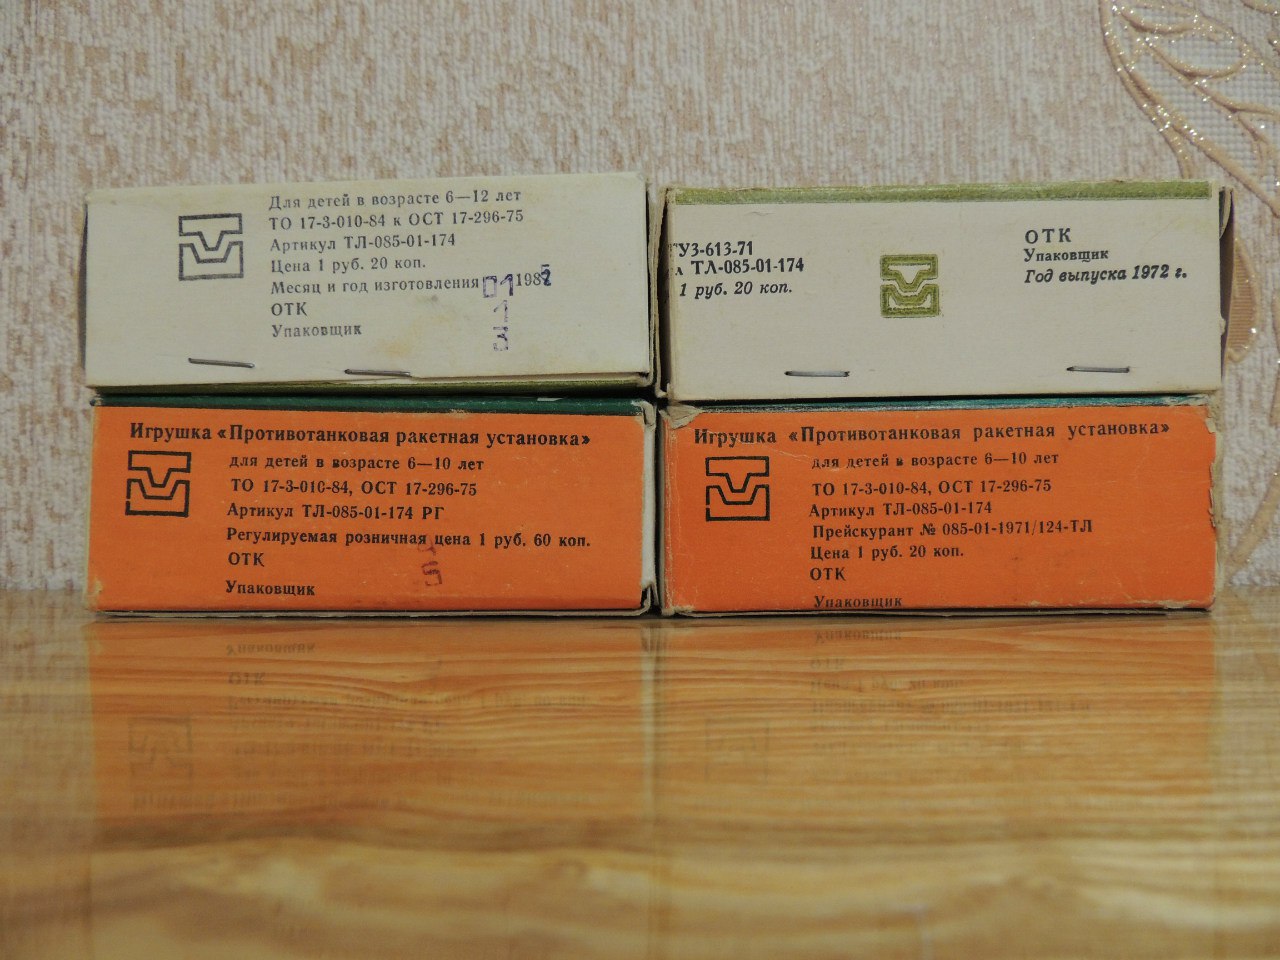 Для детей в возрасте 6—12 лет
ТО 17-3-010-84 к ОСТ 17-296-75
Артикул ТЛ-085-01-174
Цена 1 руб. 20 коп.
Месяц и год изготовления 01 198
ОТК
Упаковщик
ТУ3-613-71
л ТЛ-085-01-174
1 руб. 20 коп.
ОТК
Упаковщик
Год выпуска 1972 г.
Игрушка «Противотанковая ракетная установка»
для детей в возрасте 6—10 лет
ТО 17-3-010-84, ОСТ 17-296-75
Артикул ТЛ-085-01-174 РГ
Регулируемая розничная цена 1 руб. 60 коп.
ОТК
Упаковщик
Игрушка «Противотанковая ракетная установка»
для детей в возрасте 6—10 лет
ТО 17-3-010-84, ОСТ 17-296-75
Артикул ТЛ-085-01-174
Прейскурант № 085-01-1971/124-ТЛ
Цена 1 руб. 20 коп.
ОТК
Упаковщик